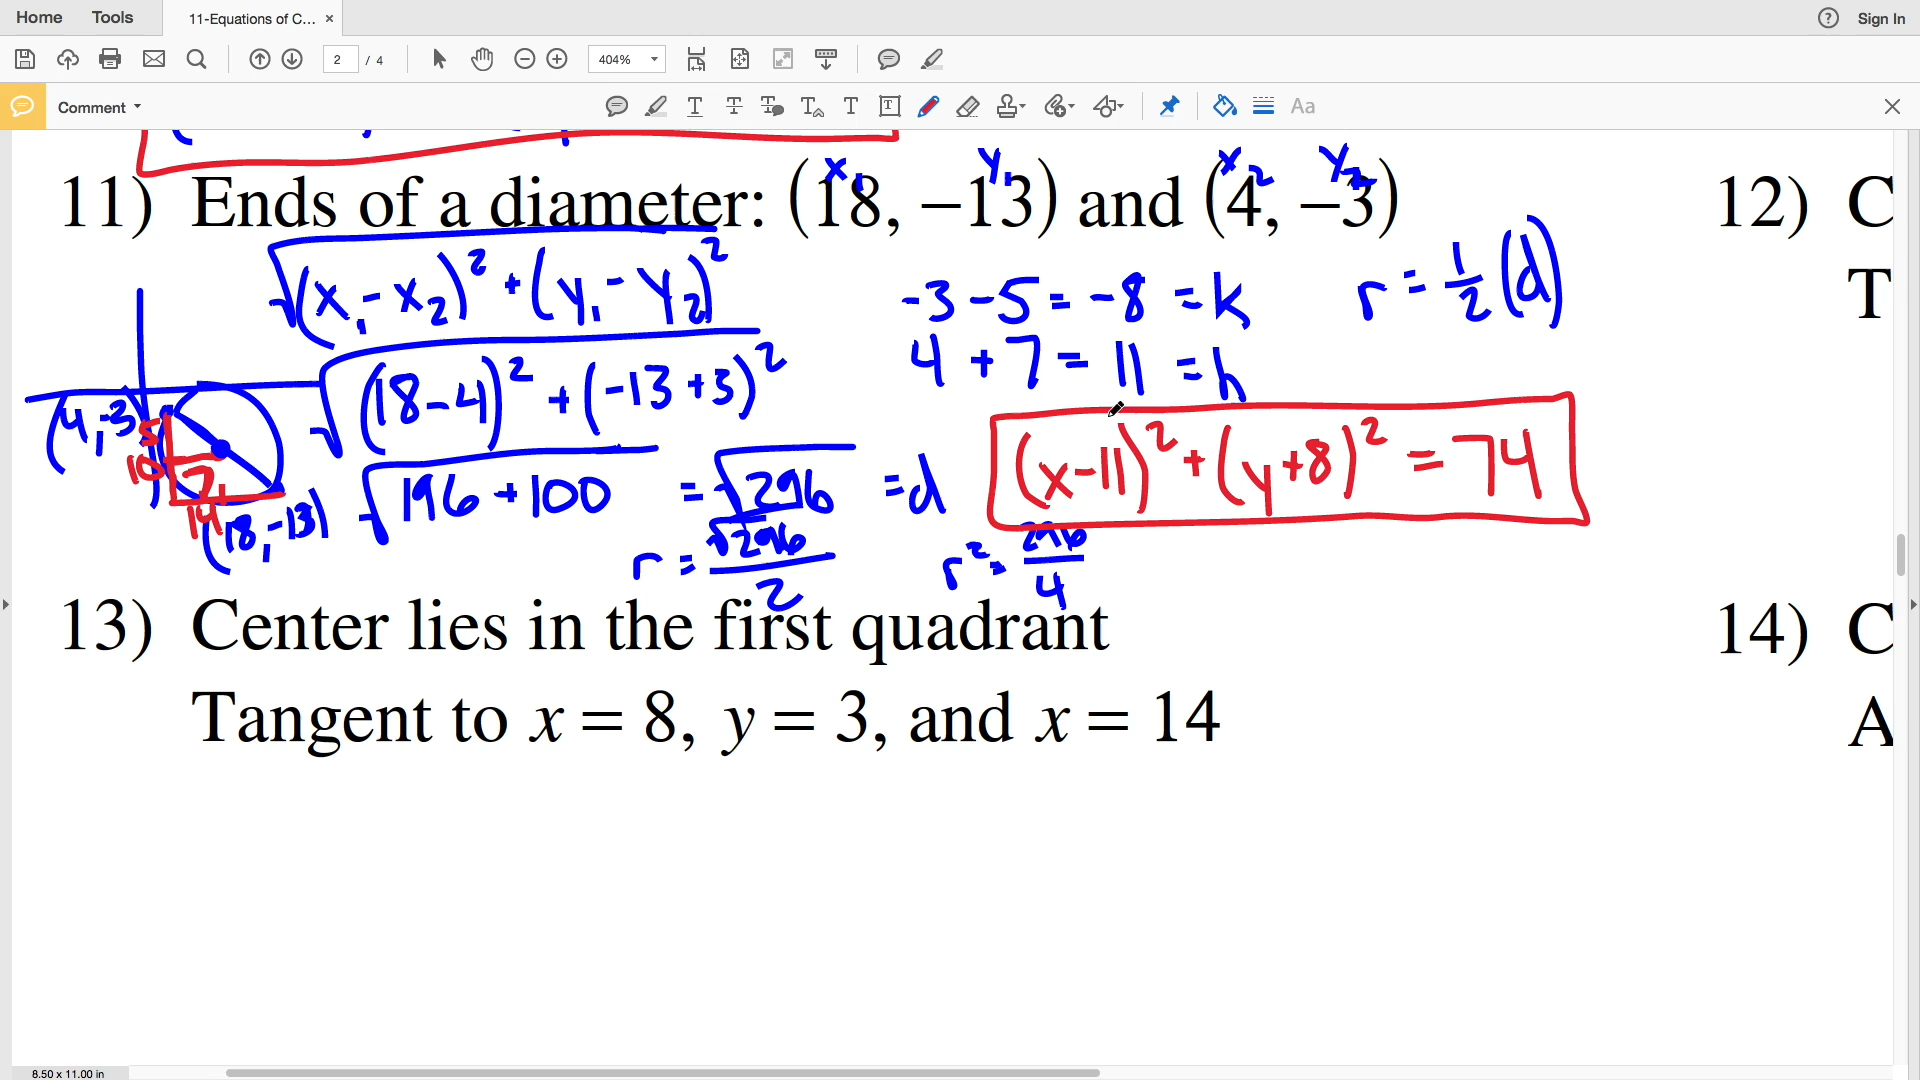 Home Tools 11-Equations of C... × Sign In
2 / 4 404%
Comment Aa
11) Ends of a diameter: (18, −13) and (4, −3) 12) C
x₁ y₁ x₂ y₂
√(x₁-x₂)²+(y₁-y₂)² -3-5=-8 =k r=½(d) T
√(18-4)²+(-13+3)² 4+7=11 =h
(4,-3) 5 10 7 14 (18,-13)
√196+100 =√296 =d (x-11)²+(y+8)²=74
r=√296/2 r²=296/4
13) Center lies in the first quadrant 14) C
Tangent to x = 8, y = 3, and x = 14 A
8.50 x 11.00 in